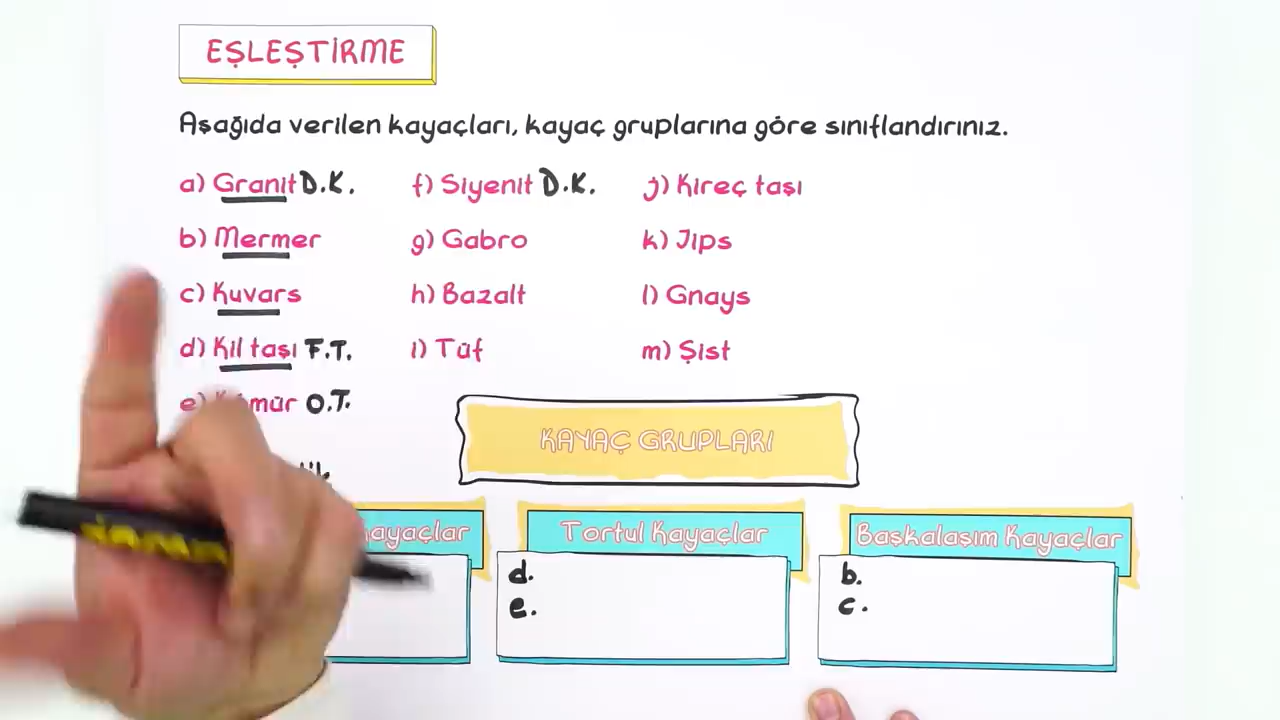 EŞLEŞTİRME
Aşağıda verilen kayaçları, kayaç gruplarına göre sınıflandırınız.
a) Granit D.K. f) Siyenit D.K. j) Kireç taşı
b) Mermer g) Gabro k) Jips
c) Kuvars h) Bazalt l) Gnays
d) Kil taşı F.T. ı) Tüf m) Şist
O.T.
KAYAÇ GRUPLARI
Tortul Kayaçlar Başkalaşım Kayaçlar
d. b.
e. c.